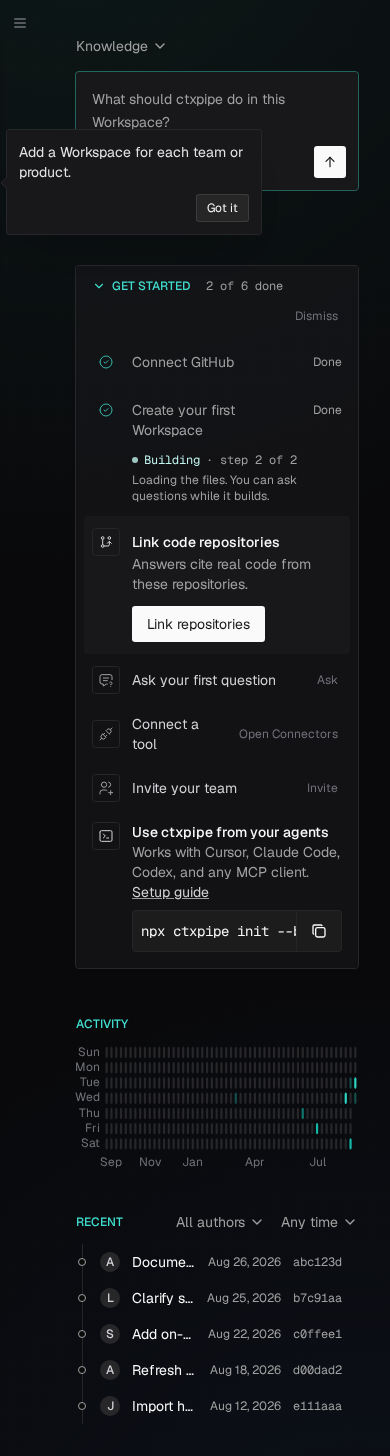 Knowledge
What should ctxpipe do in this
Workspace?
Add a Workspace for each team or
product.
Got it
GET STARTED 2 of 6 done
Dismiss
Connect GitHub Done
Create your first
Workspace
Done
Building · step 2 of 2
Loading the files. You can ask
questions while it builds.
Link code repositories
Answers cite real code from
these repositories.
Link repositories
Ask your first question Ask
Connect a
tool
Open Connectors
Invite your team Invite
Use ctxpipe from your agents
Works with Cursor, Claude Code,
Codex, and any MCP client.
Setup guide
npx ctxpipe init --b
ACTIVITY
Sun
Mon
Tue
Wed
Thu
Fri
Sat
Sep Nov Jan Apr Jul
RECENT All authors Any time
A Docume... Aug 26, 2026 abc123d
L Clarify s... Aug 25, 2026 b7c91aa
S Add on-... Aug 22, 2026 c0ffee1
A Refresh ... Aug 18, 2026 d00dad2
J Import h... Aug 12, 2026 e111aaa